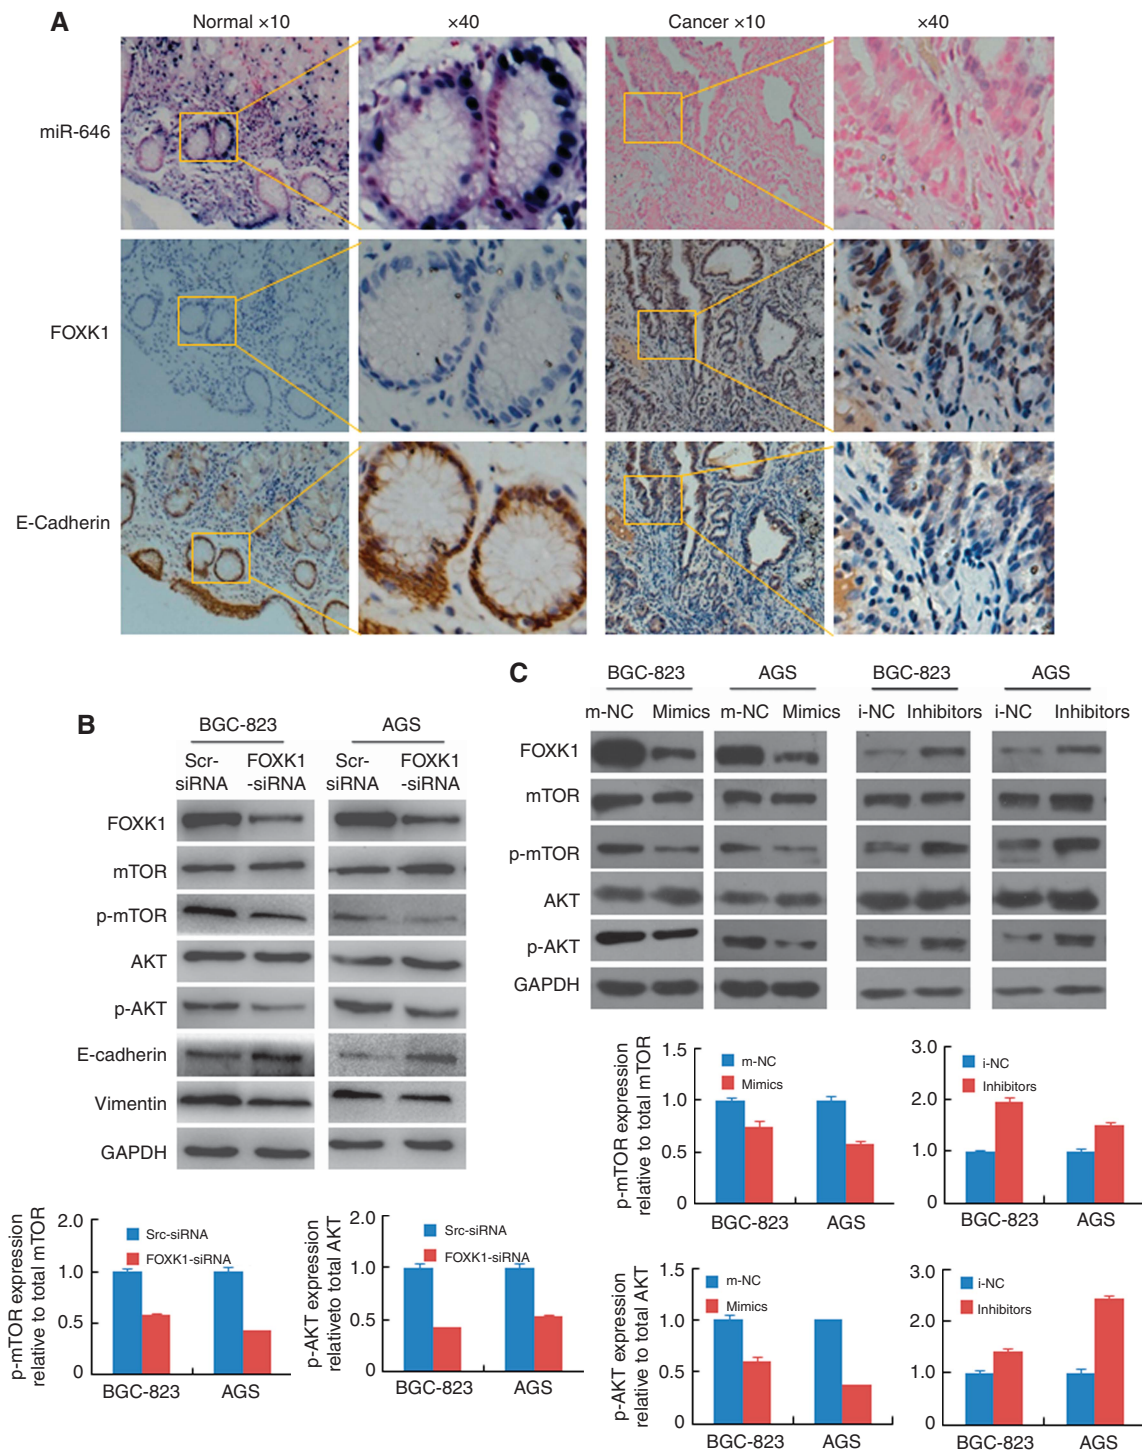 A
Normal ×10
×40
Cancer ×10
×40
miR-646
FOXK1
E-Cadherin
B
BGC-823
AGS
Scr-
siRNA
FOXK1
-siRNA
Scr-
siRNA
FOXK1
-siRNA
FOXK1
mTOR
p-mTOR
AKT
p-AKT
E-cadherin
Vimentin
GAPDH
p-mTOR expression
relative to total mTOR
2.0
1.0
0.5
0
Src-siRNA
FOXK1-siRNA
BGC-823
AGS
p-AKT expression
relativeto total AKT
2.0
1.0
0.5
0
Src-siRNA
FOXK1-siRNA
BGC-823
AGS
C
BGC-823
AGS
BGC-823
AGS
m-NC
Mimics
m-NC
Mimics
i-NC
Inhibitors
i-NC
Inhibitors
FOXK1
mTOR
p-mTOR
AKT
p-AKT
GAPDH
p-mTOR expression
relative to total mTOR
1.5
1.0
0.5
0
m-NC
Mimics
BGC-823
AGS
3.0
2.0
1.0
0
i-NC
Inhibitors
BGC-823
AGS
p-AKT expression
relative to total AKT
1.5
1.0
0.5
0
m-NC
Mimics
BGC-823
AGS
3.0
2.0
1.0
0
i-NC
Inhibitors
BGC-823
AGS